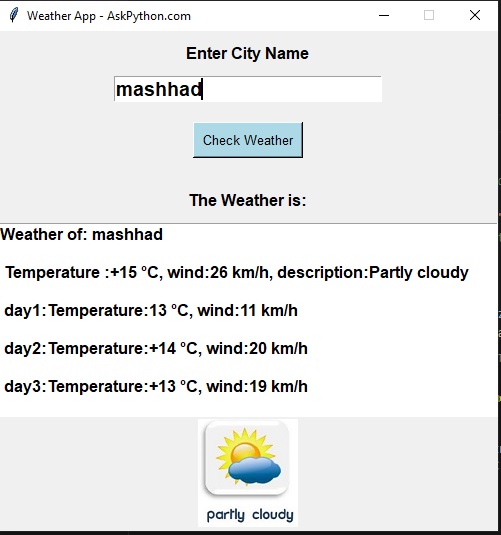 Weather App - AskPython.com
Enter City Name
mashhad
Check Weather
The Weather is:
Weather of: mashhad
Temperature :+15 °C, wind:26 km/h, description:Partly cloudy
day1:Temperature:13 °C, wind:11 km/h
day2:Temperature:+14 °C, wind:20 km/h
day3:Temperature:+13 °C, wind:19 km/h
partly cloudy